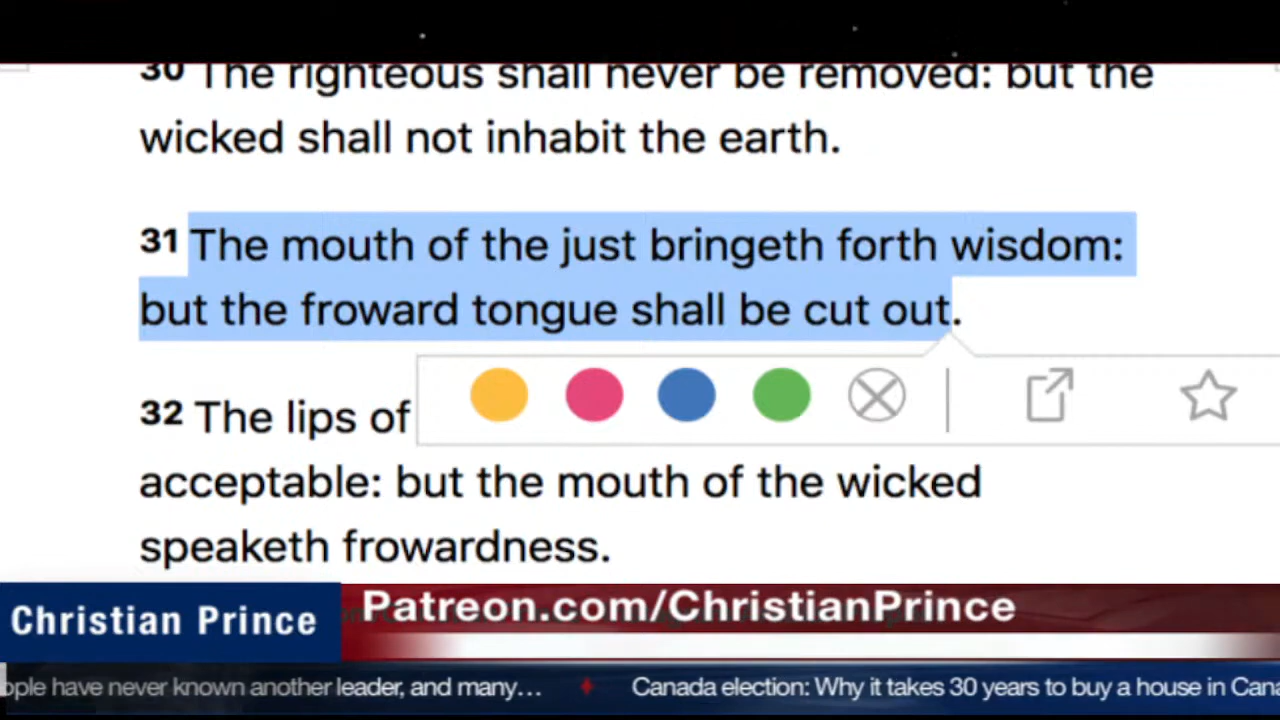 30 The righteous shall never be removed: but the
wicked shall not inhabit the earth.
31 The mouth of the just bringeth forth wisdom:
but the froward tongue shall be cut out.
32 The lips of
acceptable: but the mouth of the wicked
speaketh frowardness.
Christian Prince
Patreon.com/ChristianPrince
ople have never known another leader, and many… Canada election: Why it takes 30 years to buy a house in Cana